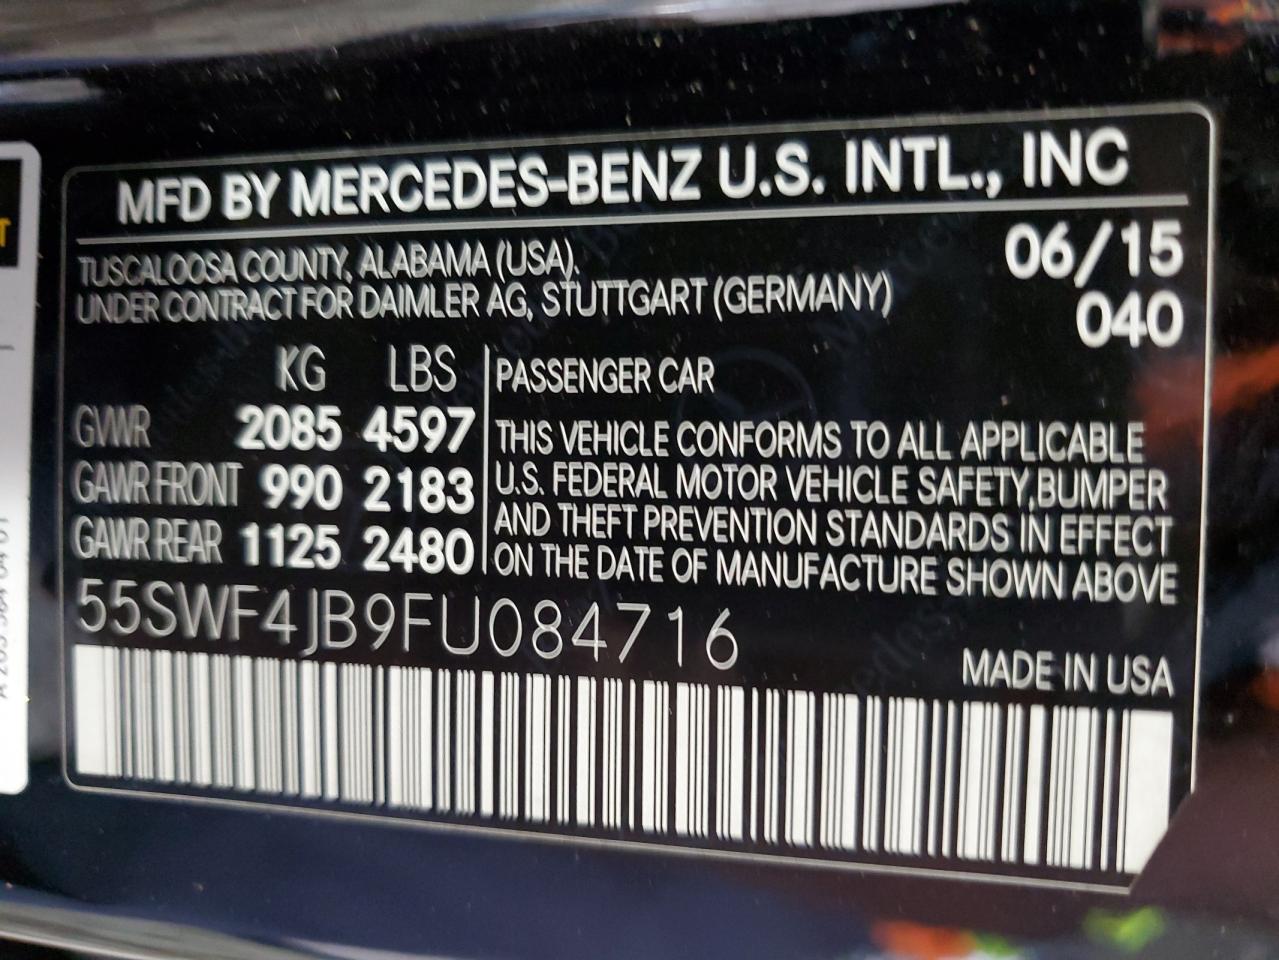 MFD BY MERCEDES-BENZ U.S. INTL., INC
TUSCALOOSA COUNTY, ALABAMA (USA).
UNDER CONTRACT FOR DAIMLER AG, STUTTGART (GERMANY)
06/15
040
KG LBS
GVWR 2085 4597
GAWR FRONT 990 2183
GAWR REAR 1125 2480
PASSENGER CAR
THIS VEHICLE CONFORMS TO ALL APPLICABLE
U.S. FEDERAL MOTOR VEHICLE SAFETY,BUMPER
AND THEFT PREVENTION STANDARDS IN EFFECT
ON THE DATE OF MANUFACTURE SHOWN ABOVE
55SWF4JB9FU084716
MADE IN USA